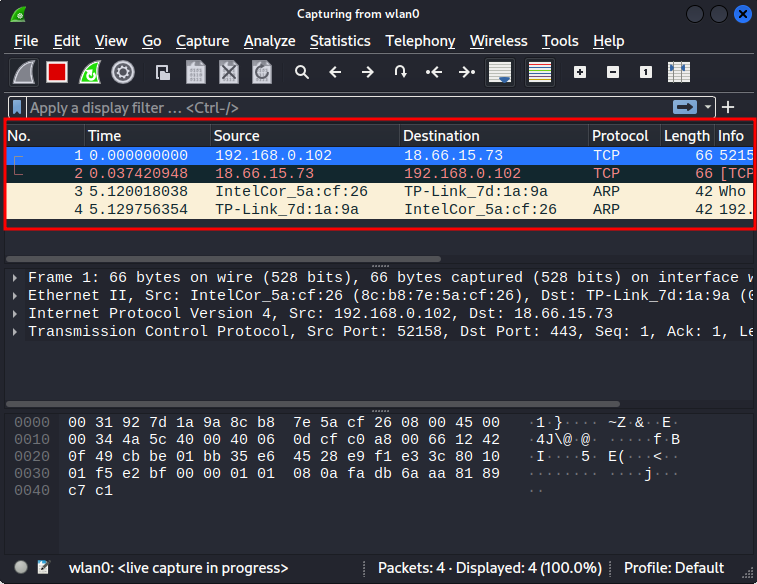 Capturing from wlan0
File Edit View Go Capture Analyze Statistics Telephony Wireless Tools Help
Apply a display filter ... <Ctrl-/>
No. Time Source Destination Protocol Length Info
1 0.000000000 192.168.0.102 18.66.15.73 TCP 66 5215
2 0.037420948 18.66.15.73 192.168.0.102 TCP 66 [TCP
3 5.120018038 IntelCor_5a:cf:26 TP-Link_7d:1a:9a ARP 42 Who
4 5.129756354 TP-Link_7d:1a:9a IntelCor_5a:cf:26 ARP 42 192.
Frame 1: 66 bytes on wire (528 bits), 66 bytes captured (528 bits) on interface w
Ethernet II, Src: IntelCor_5a:cf:26 (8c:b8:7e:5a:cf:26), Dst: TP-Link_7d:1a:9a (0
Internet Protocol Version 4, Src: 192.168.0.102, Dst: 18.66.15.73
Transmission Control Protocol, Src Port: 52158, Dst Port: 443, Seq: 1, Ack: 1, Le
0000 00 31 92 7d 1a 9a 8c b8 7e 5a cf 26 08 00 45 00 ·1·}···· ~Z·&··E·
0010 00 34 4a 5c 40 00 40 06 0d cf c0 a8 00 66 12 42 ·4J\@·@· ·····f·B
0020 0f 49 cb be 01 bb 35 e6 45 28 e9 f1 e3 3c 80 10 ·I····5· E(···<··
0030 01 f5 e2 bf 00 00 01 01 08 0a fa db 6a aa 81 89 ········ ····j···
0040 c7 c1 ··
wlan0: <live capture in progress> Packets: 4 · Displayed: 4 (100.0%) Profile: Default